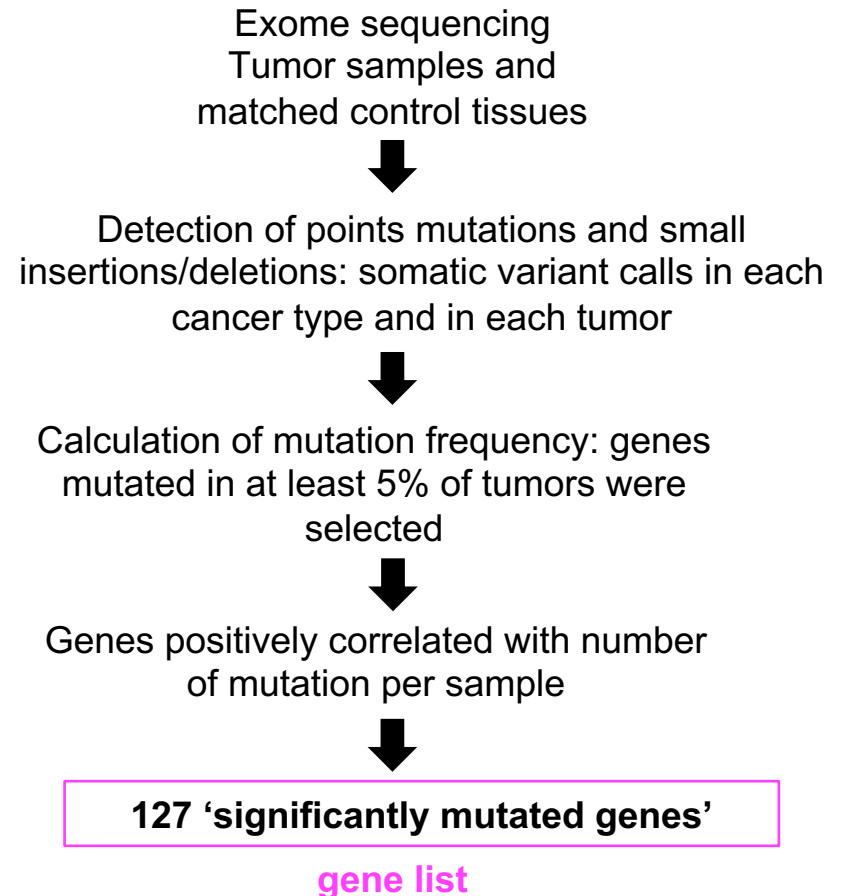 Exome sequencing
Tumor samples and
matched control tissues
Detection of points mutations and small
insertions/deletions: somatic variant calls in each
cancer type and in each tumor
Calculation of mutation frequency: genes
mutated in at least 5% of tumors were
selected
Genes positively correlated with number
of mutation per sample
127 ‘significantly mutated genes’
gene list